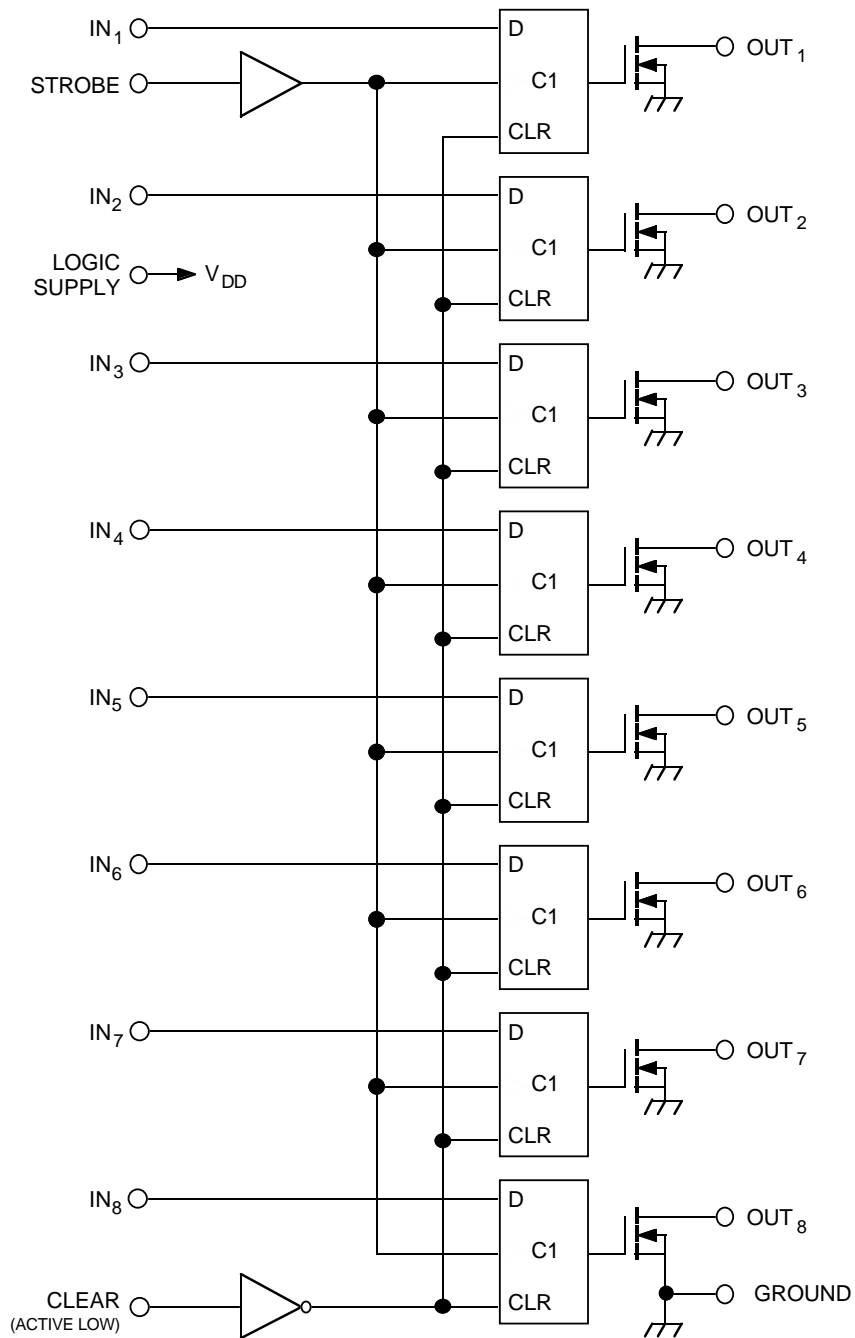 IN1
D
OUT1
STROBE
C1
CLR
IN2
D
OUT2
C1
LOGIC
SUPPLY
VDD
CLR
IN3
D
OUT3
C1
CLR
IN4
D
OUT4
C1
CLR
IN5
D
OUT5
C1
CLR
IN6
D
OUT6
C1
CLR
IN7
D
OUT7
C1
CLR
IN8
D
OUT8
C1
CLEAR
(ACTIVE LOW)
CLR
GROUND